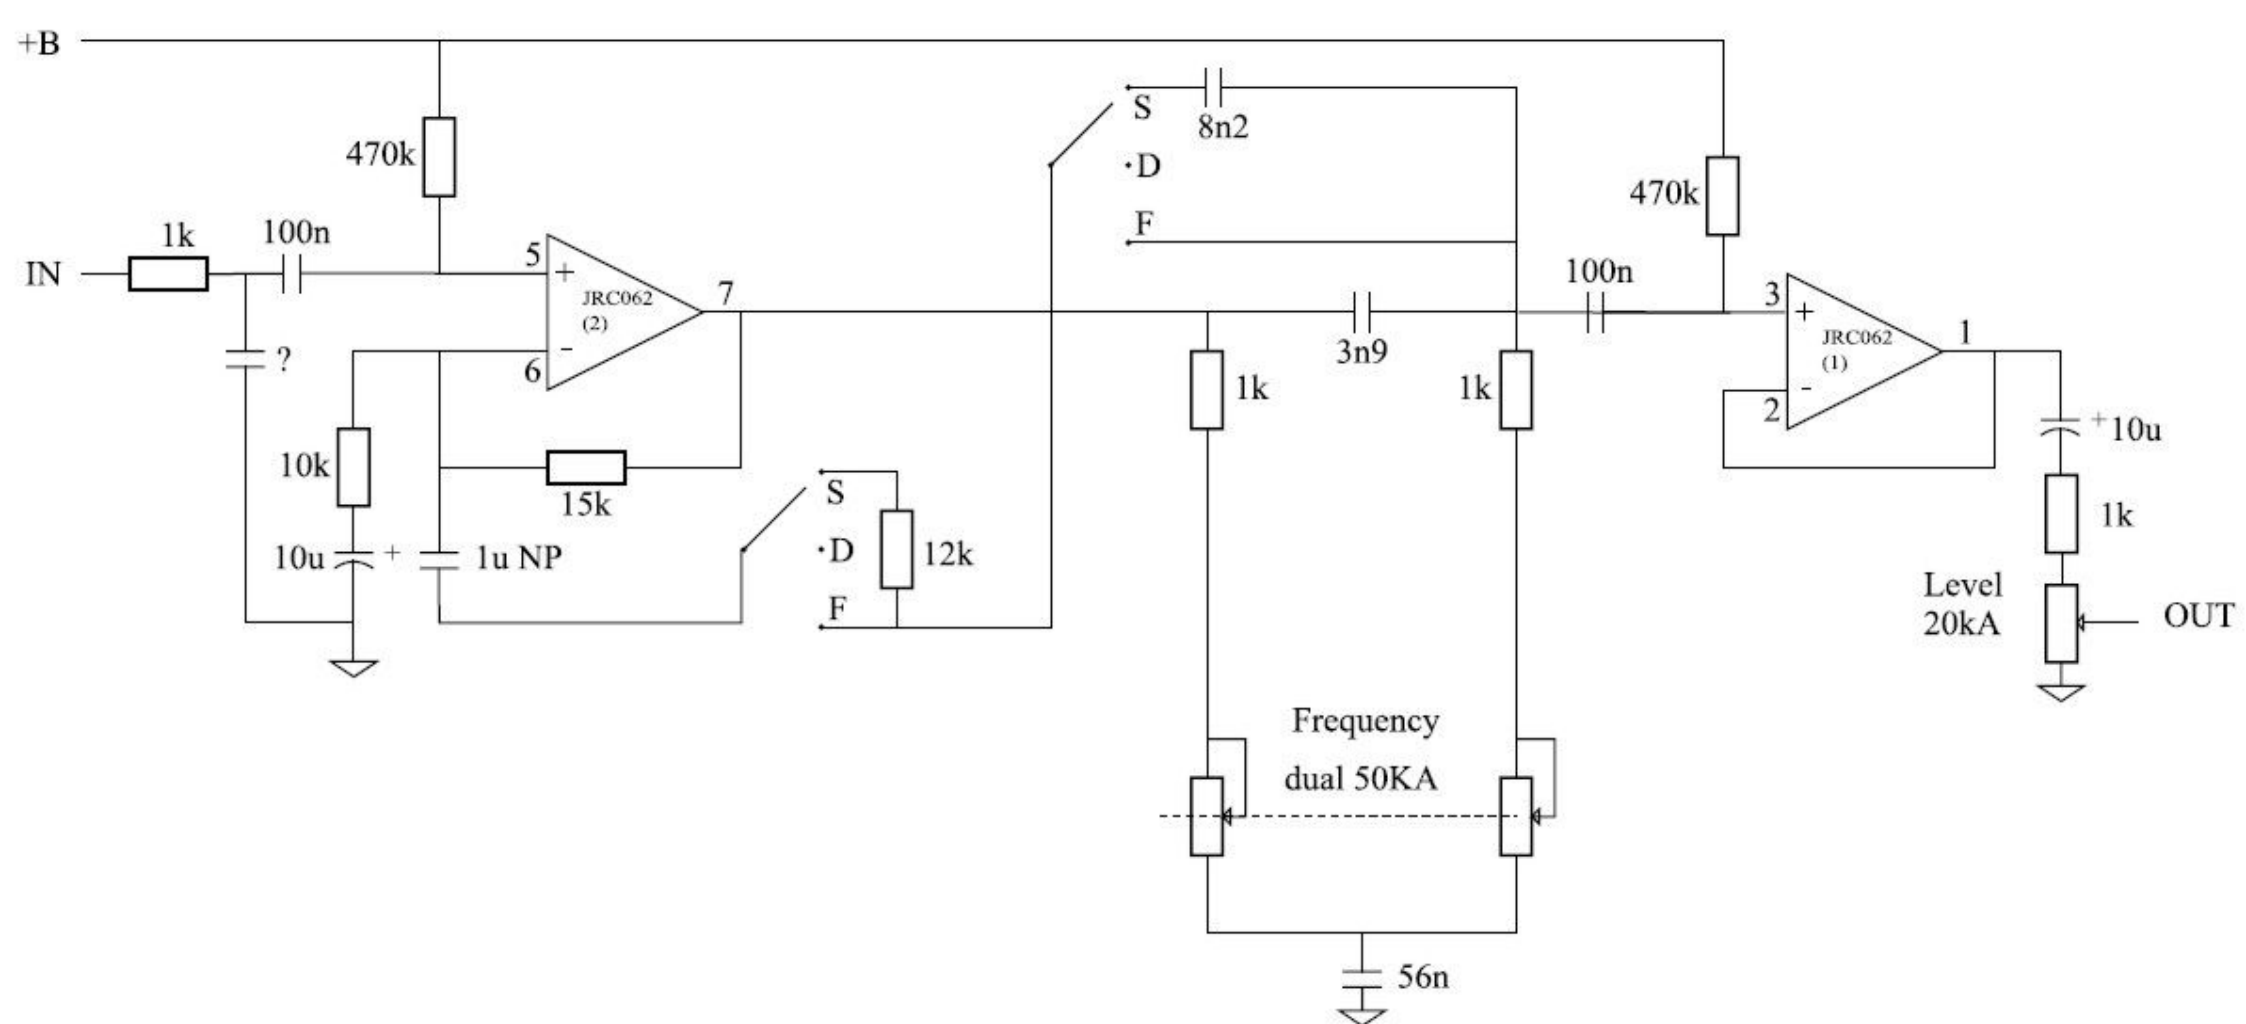 +B
S
8n2
470k
·D
470k
F
1k
100n
5
100n
IN
+
JRC062
(2)
7
3
+
JRC062
(1)
1
?
-
6
3n9
1k
1k
-
2
+
10u
10k
15k
S
1k
10u
+
1u NP
·D
12k
F
Level
20kA
OUT
Frequency
dual 50KA
56n